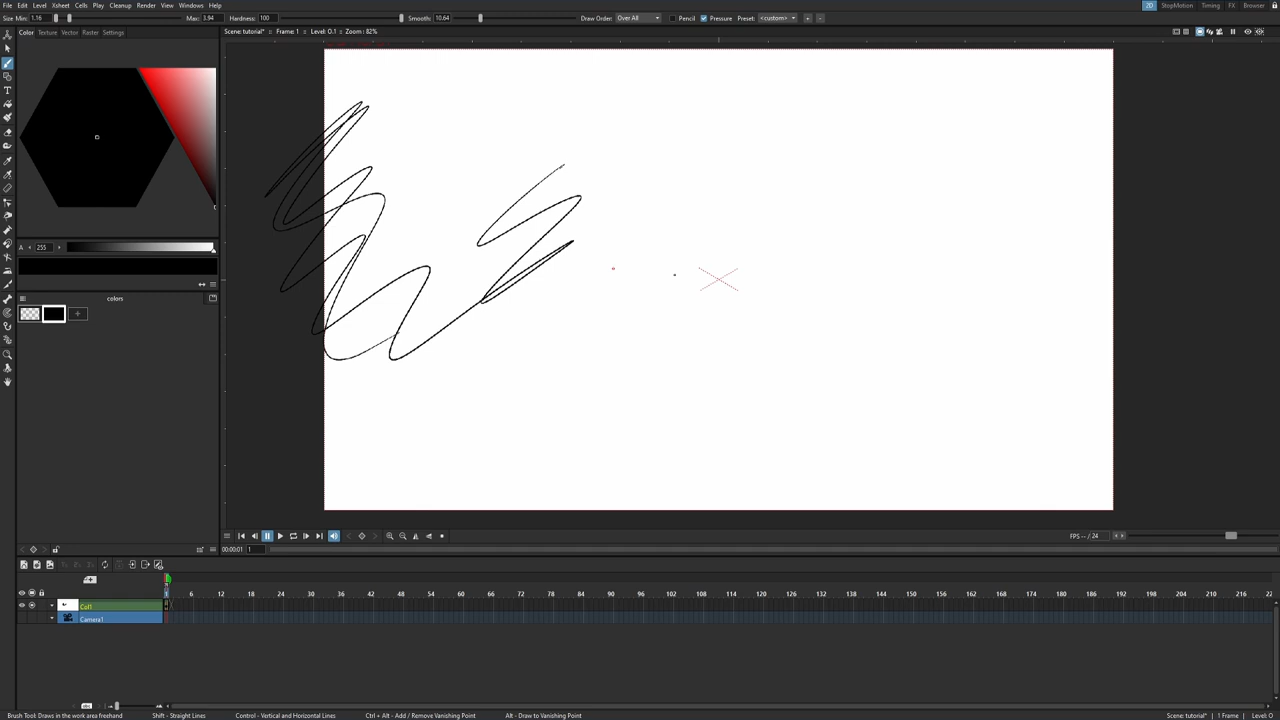 File Edit Level Xsheet Cells Play Cleanup Render View Windows Help
2D StopMotion Timing FX Browser
Size Min: 1.16 Max: 3.94 Hardness: 100 Smooth: 10.64 Draw Order: Over All Pencil Pressure Preset: <custom> + -
Color Texture Vector Raster Settings
Scene: tutorial* :: Frame: 1 :: Level: O.1 :: Zoom: 82%
A 255
colors
+
FPS -- / 24
00:00:01 1
1 6 12 18 24 30 36 42 48 54 60 66 72 78 84 90 96 102 108 114 120 126 132 138 144 150 156 162 168 174 180 186 192 198 204 210 216 22
Col1
Camera1
Brush Tool: Draws in the work area freehand Shift - Straight Lines Control - Vertical and Horizontal Lines Ctrl + Alt - Add / Remove Vanishing Point Alt - Draw to Vanishing Point Scene: tutorial* :: Level: O